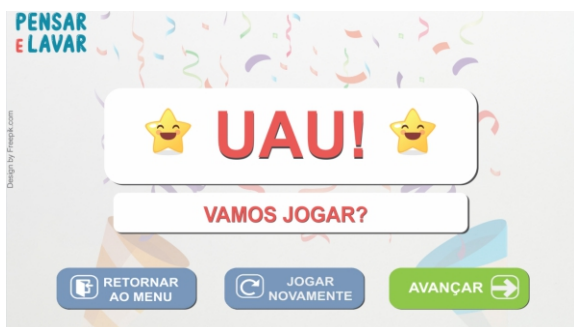 PENSAR
E LAVAR
Design by Freepik.com
UAU!
VAMOS JOGAR?
RETORNAR
AO MENU
JOGAR
NOVAMENTE
AVANÇAR